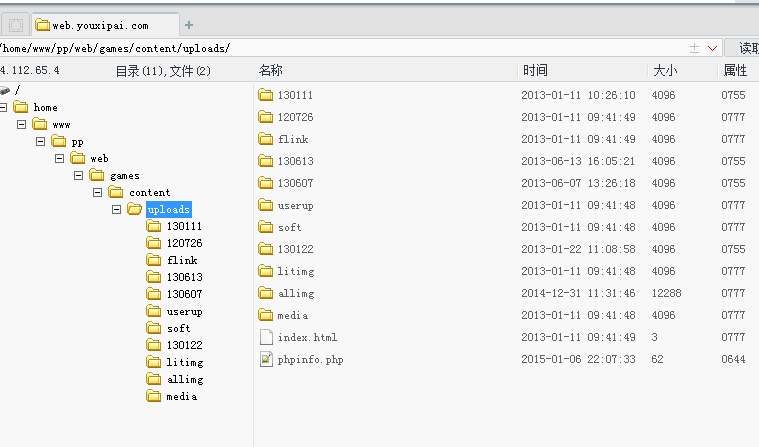 web.youxipai.com
/home/www/pp/web/games/content/uploads/ 读取
4.112.65.4 目录(11),文件(2) 名称 时间 大小 属性
/
home
www
pp
web
games
content
uploads
130111
120726
flink
130613
130607
userup
soft
130122
litimg
allimg
media
130111 2013-01-11 10:26:10 4096 0755
120726 2013-01-11 09:41:49 4096 0777
flink 2013-01-11 09:41:49 4096 0777
130613 2013-06-13 16:05:21 4096 0755
130607 2013-06-07 13:26:18 4096 0755
userup 2013-01-11 09:41:48 4096 0777
soft 2013-01-11 09:41:48 4096 0777
130122 2013-01-22 11:08:58 4096 0755
litimg 2013-01-11 09:41:48 4096 0777
allimg 2014-12-31 11:31:46 12288 0777
media 2013-01-11 09:41:48 4096 0777
index.html 2013-01-11 09:41:49 3 0777
phpinfo.php 2015-01-06 22:07:33 62 0644